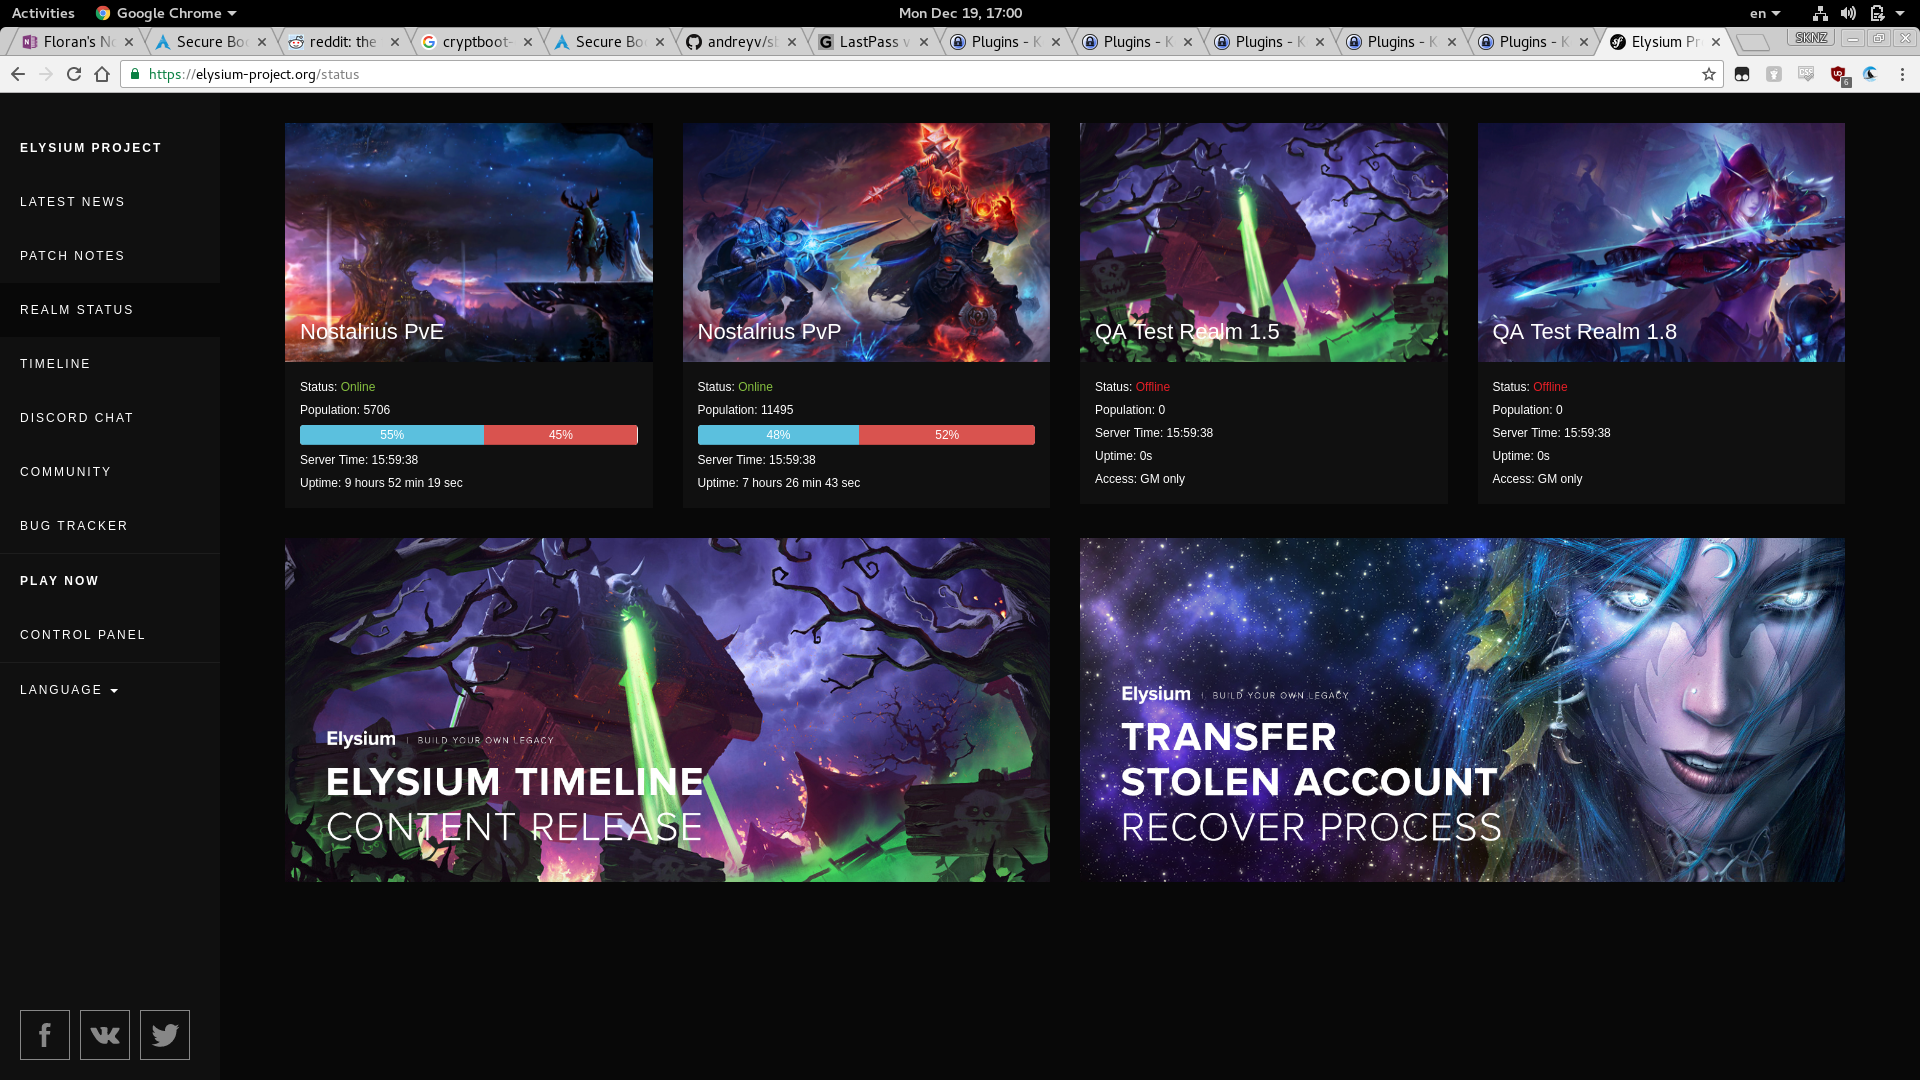 Activities
Google Chrome
Mon Dec 19, 17:00
en
Floran's No
Secure Boo
reddit: the
cryptboot-
Secure Boo
andreyv/sb
LastPass v
Plugins - K
Plugins - K
Plugins - K
Plugins - K
Plugins - K
Elysium Pr
SKNZ
https://elysium-project.org/status
6
ELYSIUM PROJECT
LATEST NEWS
PATCH NOTES
REALM STATUS
TIMELINE
DISCORD CHAT
COMMUNITY
BUG TRACKER
PLAY NOW
CONTROL PANEL
LANGUAGE
Nostalrius PvE
Status: Online
Population: 5706
55% 45%
Server Time: 15:59:38
Uptime: 9 hours 52 min 19 sec
Nostalrius PvP
Status: Online
Population: 11495
48% 52%
Server Time: 15:59:38
Uptime: 7 hours 26 min 43 sec
QA Test Realm 1.5
Status: Offline
Population: 0
Server Time: 15:59:38
Uptime: 0s
Access: GM only
QA Test Realm 1.8
Status: Offline
Population: 0
Server Time: 15:59:38
Uptime: 0s
Access: GM only
Elysium | BUILD YOUR OWN LEGACY
ELYSIUM TIMELINE
CONTENT RELEASE
Elysium | BUILD YOUR OWN LEGACY
TRANSFER
STOLEN ACCOUNT
RECOVER PROCESS